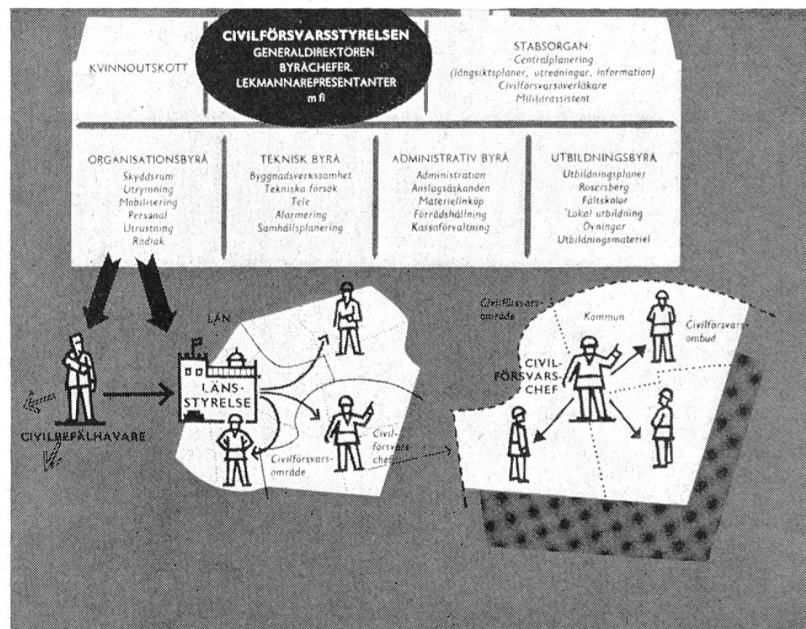 CIVILFÖRSVARSSTYRELSEN
GENERALDIREKTÖREN
BYRÅCHEFER
LEKMANNAREPRESENTANTER
m fl
KVINNOUTSKOTT
STABSORGAN:
Centralplanering
(långsiktsplaner, utredningar, information)
Civilförsvarsöverläkare
Militärassistent
ORGANISATIONSBYRÅ
Skyddsrum
Utrymning
Mobilisering
Personal
Utrustning
Radiak
TEKNISK BYRÅ
Byggnadsverkssamhet
Tekniska försök
Tele
Alarmering
Samhällsplanering
ADMINISTRATIV BYRÅ
Administration
Anslagsäskanden
Materielinköp
Förrådshållning
Kassaförvaltning
UTBILDNINGSBYRÅ
Utbildningsplaner
Rosersberg
Fältskolor
Lokal utbildning
Övningar
Utbildningsmateriel
LÄN
LÄNS-
STYRELSE
CIVILBEFÄLHAVARE
Civilförsvars-
område
Civil-
försvars
chef
Civilförsvars-
område
Kommun
Civilförsvars-
ombud
CIVIL-
FÖRSVARS-
CHEF